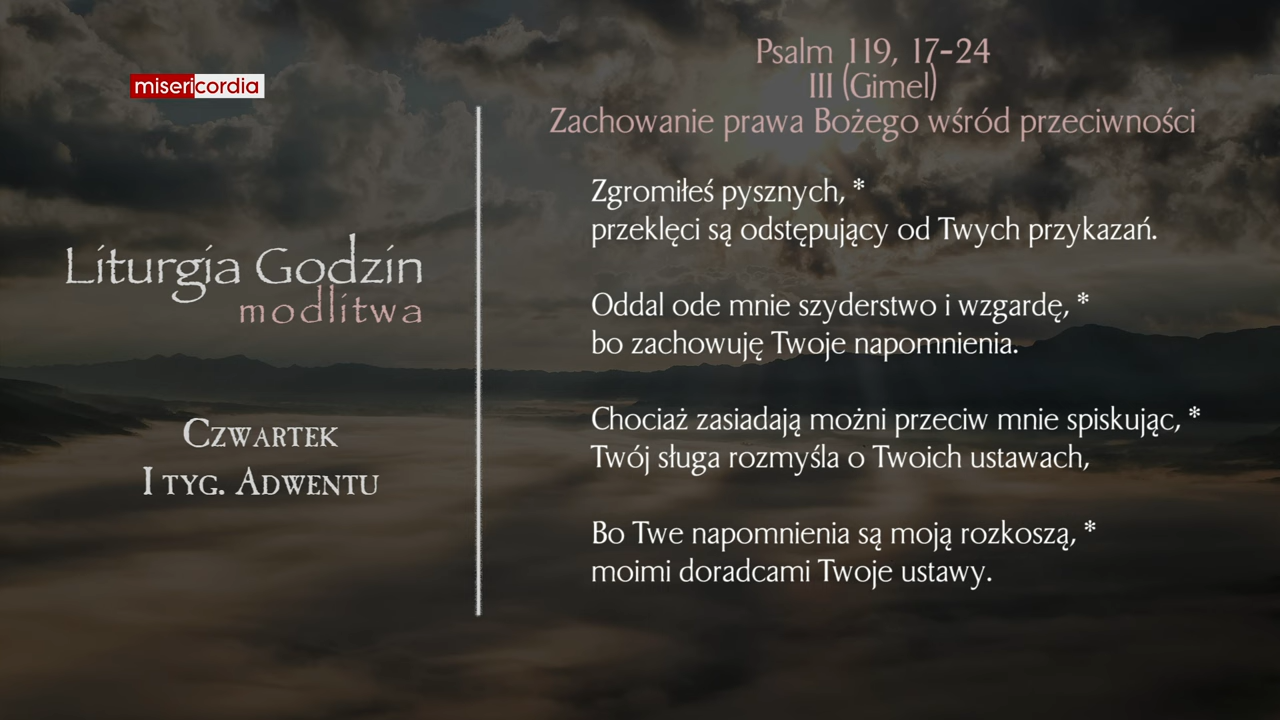 misericordia
Liturgia Godzin
modlitwa
Czwartek
I tyg. Adwentu
Psalm 119, 17-24
III (Gimel)
Zachowanie prawa Bożego wśród przeciwności
Zgromiłeś pysznych, *
przeklęci są odstępujący od Twych przykazań.
Oddal ode mnie szyderstwo i wzgardę, *
bo zachowuję Twoje napomnienia.
Chociaż zasiadają możni przeciw mnie spiskując, *
Twój sługa rozmyśla o Twoich ustawach,
Bo Twe napomnienia są moją rozkoszą, *
moimi doradcami Twoje ustawy.